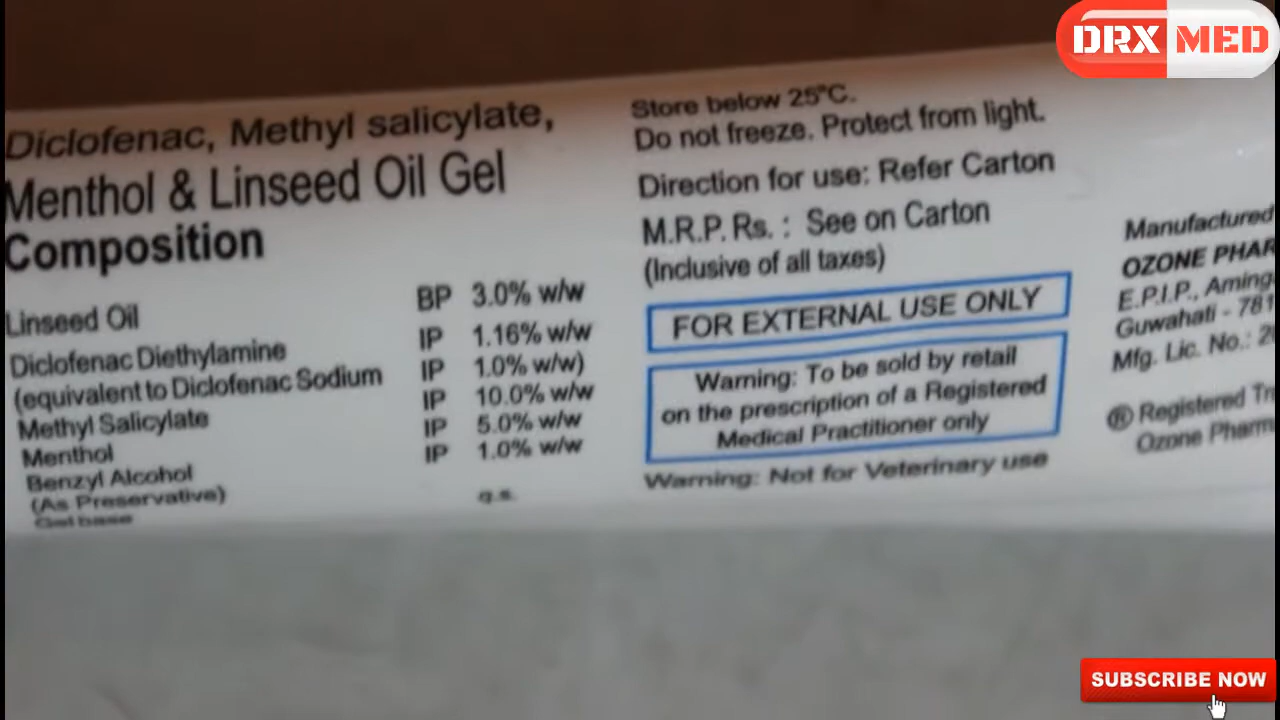 DRX MED
Diclofenac, Methyl salicylate,
Menthol & Linseed Oil Gel
Composition
Linseed Oil BP 3.0% w/w
Diclofenac Diethylamine IP 1.16% w/w
(equivalent to Diclofenac Sodium IP 1.0% w/w)
Methyl Salicylate IP 10.0% w/w
Menthol IP 5.0% w/w
Benzyl Alcohol IP 1.0% w/w
(As Preservative)
Gel base q.s.
Store below 25°C.
Do not freeze. Protect from light.
Direction for use: Refer Carton
M.R.P. Rs. : See on Carton
(Inclusive of all taxes)
FOR EXTERNAL USE ONLY
Warning: To be sold by retail
on the prescription of a Registered
Medical Practitioner only
Warning: Not for Veterinary use
Manufactured
OZONE PHAR
E.P.I.P., Aming
Guwahati - 781
Mfg. Lic. No.: 2
® Registered Tr
Ozone Pharm
SUBSCRIBE NOW